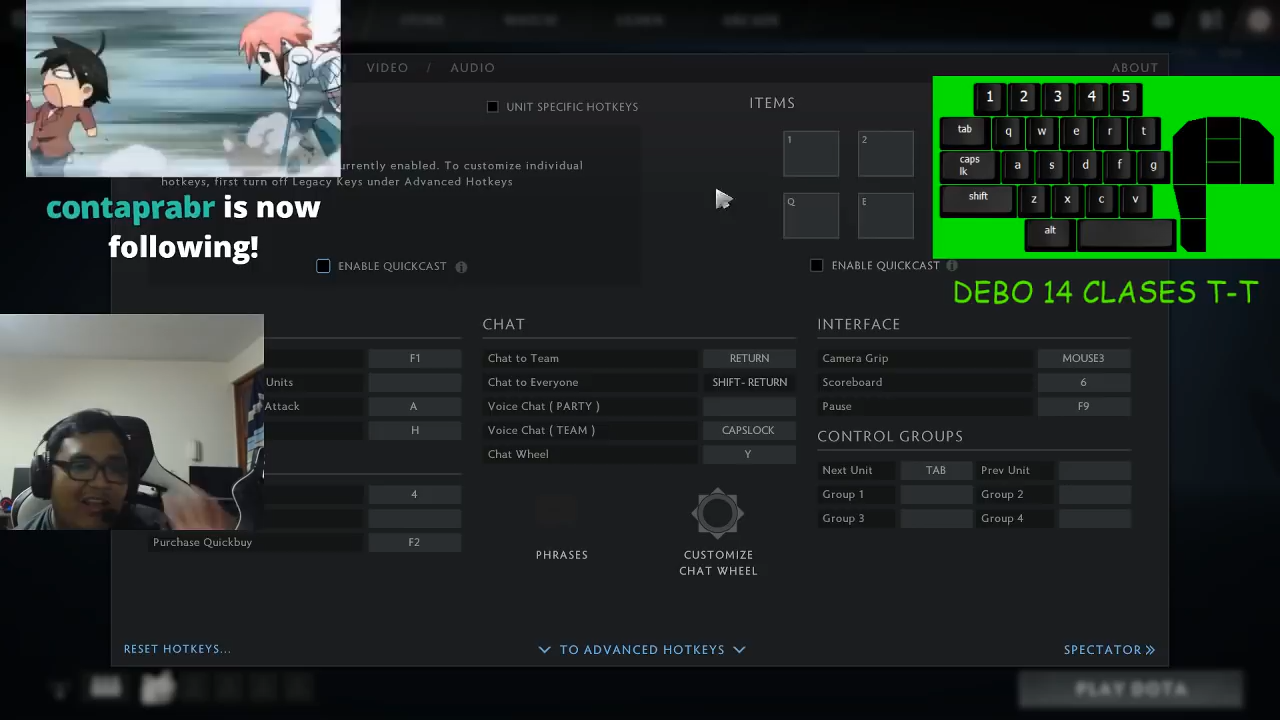 VIDEO / AUDIO
ABOUT
UNIT SPECIFIC HOTKEYS
ITEMS
urrently enabled. To customize individual
hotkeys, first turn off Legacy Keys under Advanced Hotkeys
1
2
Q
E
contaprabr is now
following!
ENABLE QUICKCAST
ENABLE QUICKCAST
1 2 3 4 5
tab q w e r t
caps
lk a s d f g
shift z x c v
alt
DEBO 14 CLASES T-T
F1
Units
Attack A
H
4
Purchase Quickbuy F2
CHAT
Chat to Team RETURN
Chat to Everyone SHIFT- RETURN
Voice Chat ( PARTY )
Voice Chat ( TEAM ) CAPSLOCK
Chat Wheel Y
PHRASES
CUSTOMIZE
CHAT WHEEL
INTERFACE
Camera Grip MOUSE3
Scoreboard 6
Pause F9
CONTROL GROUPS
Next Unit TAB Prev Unit
Group 1 Group 2
Group 3 Group 4
RESET HOTKEYS...
TO ADVANCED HOTKEYS
SPECTATOR
PLAY DOTA